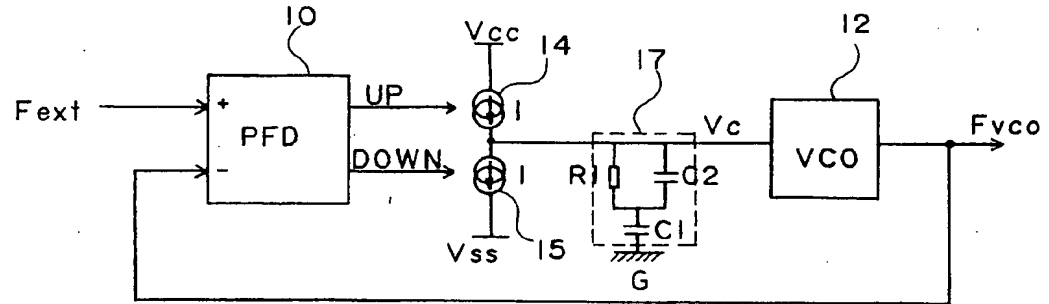 10
Vcc
14
12
17
UP
Fext
+
I
Vc
Fvco
PFD
DOWN
VCO
-
I
R1
C2
15
C1
Vss
G